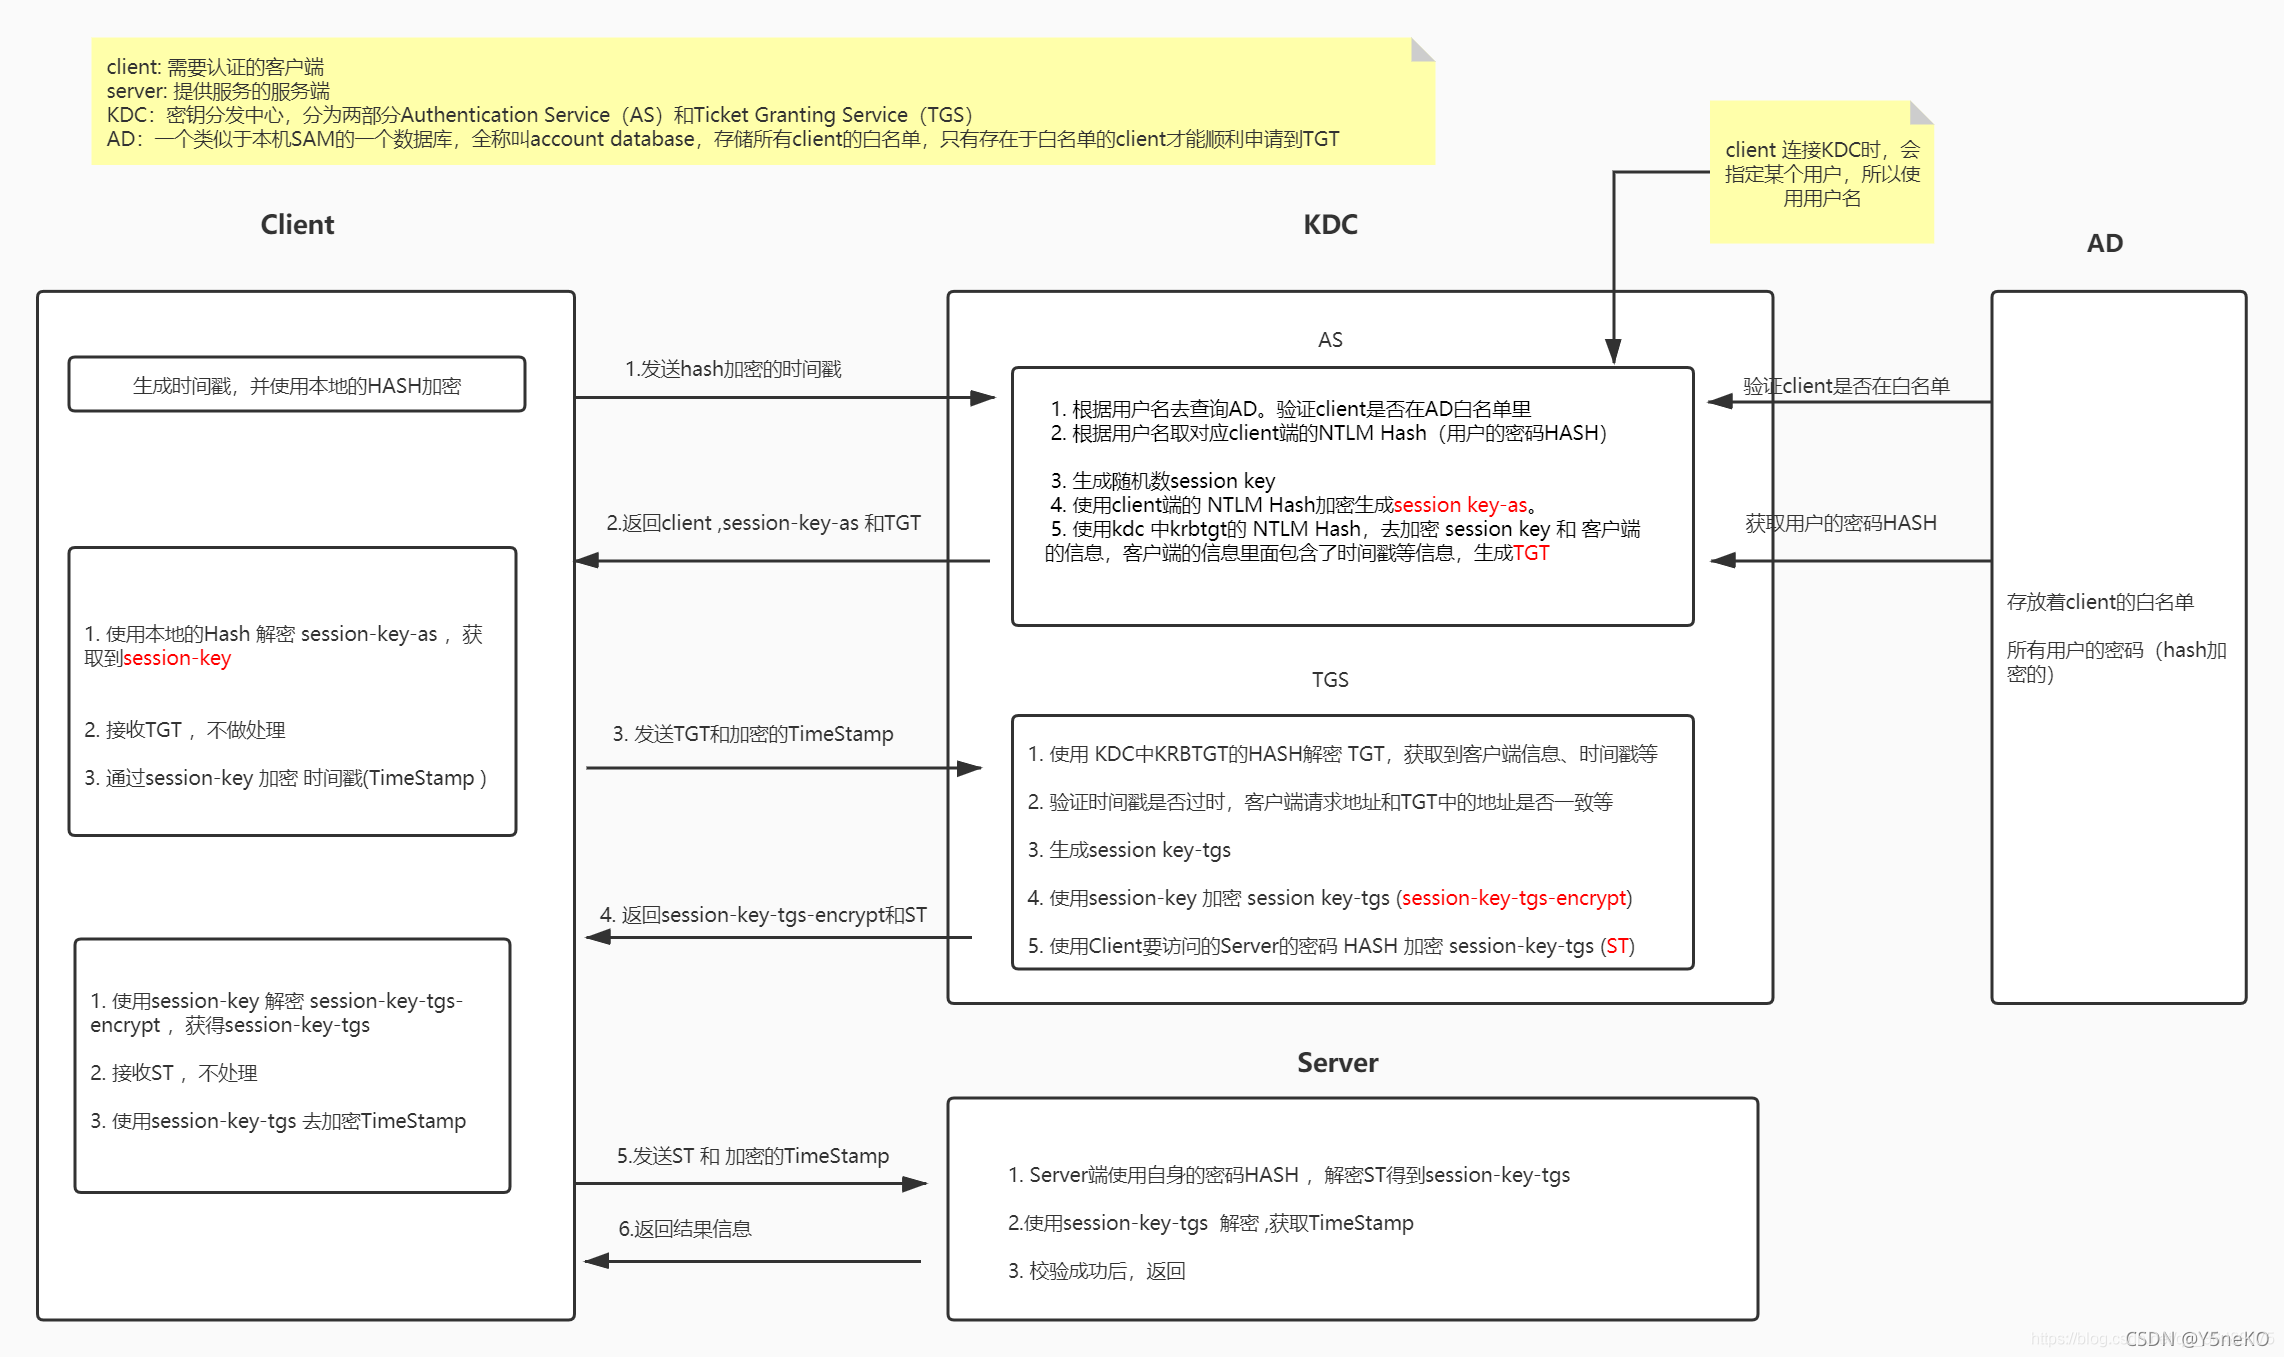 client: 需要认证的客户端
server: 提供服务的服务端
KDC：密钥分发中心，分为两部分Authentication Service（AS）和Ticket Granting Service（TGS）
AD：一个类似于本机SAM的一个数据库，全称叫account database，存储所有client的白名单，只有存在于白名单的client才能顺利申请到TGT
client 连接KDC时，会
指定某个用户，所以使
用用户名
Client
KDC
AD
生成时间戳，并使用本地的HASH加密
1.发送hash加密的时间戳
AS
1. 根据用户名去查询AD。验证client是否在AD白名单里
2. 根据用户名取对应client端的NTLM Hash（用户的密码HASH）
3. 生成随机数session key
4. 使用client端的 NTLM Hash加密生成session key-as。
5. 使用kdc 中krbtgt的 NTLM Hash，去加密 session key 和 客户端
的信息，客户端的信息里面包含了时间戳等信息，生成TGT
验证client是否在白名单
获取用户的密码HASH
存放着client的白名单
所有用户的密码（hash加
密的）
2.返回client ,session-key-as 和TGT
1. 使用本地的Hash 解密 session-key-as ，获
取到session-key
2. 接收TGT ，不做处理
3. 通过session-key 加密 时间戳(TimeStamp )
3. 发送TGT和加密的TimeStamp
TGS
1. 使用 KDC中KRBTGT的HASH解密 TGT，获取到客户端信息、时间戳等
2. 验证时间戳是否过时，客户端请求地址和TGT中的地址是否一致等
3. 生成session key-tgs
4. 使用session-key 加密 session key-tgs (session-key-tgs-encrypt)
5. 使用Client要访问的Server的密码 HASH 加密 session-key-tgs (ST)
4. 返回session-key-tgs-encrypt和ST
1. 使用session-key 解密 session-key-tgs-
encrypt ，获得session-key-tgs
2. 接收ST ，不处理
3. 使用session-key-tgs 去加密TimeStamp
5.发送ST 和 加密的TimeStamp
6.返回结果信息
Server
1. Server端使用自身的密码HASH ，解密ST得到session-key-tgs
2.使用session-key-tgs 解密 ,获取TimeStamp
3. 校验成功后，返回
CSDN @Y5neKO